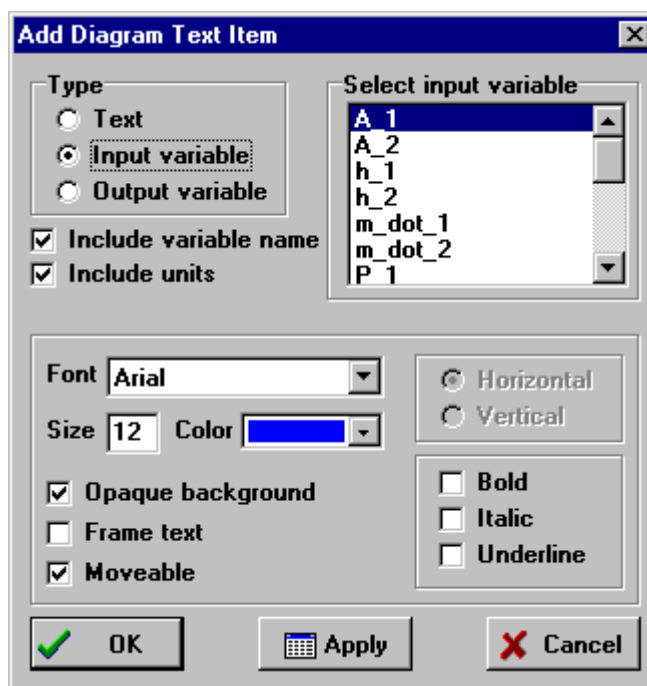 Add Diagram Text Item
Type
Text
Input variable
Output variable
Include variable name
Include units
Select input variable
A_1
A_2
h_1
h_2
m_dot_1
m_dot_2
P_1
Font Arial
Size 12 Color
Opaque background
Frame text
Moveable
Horizontal
Vertical
Bold
Italic
Underline
OK
Apply
Cancel